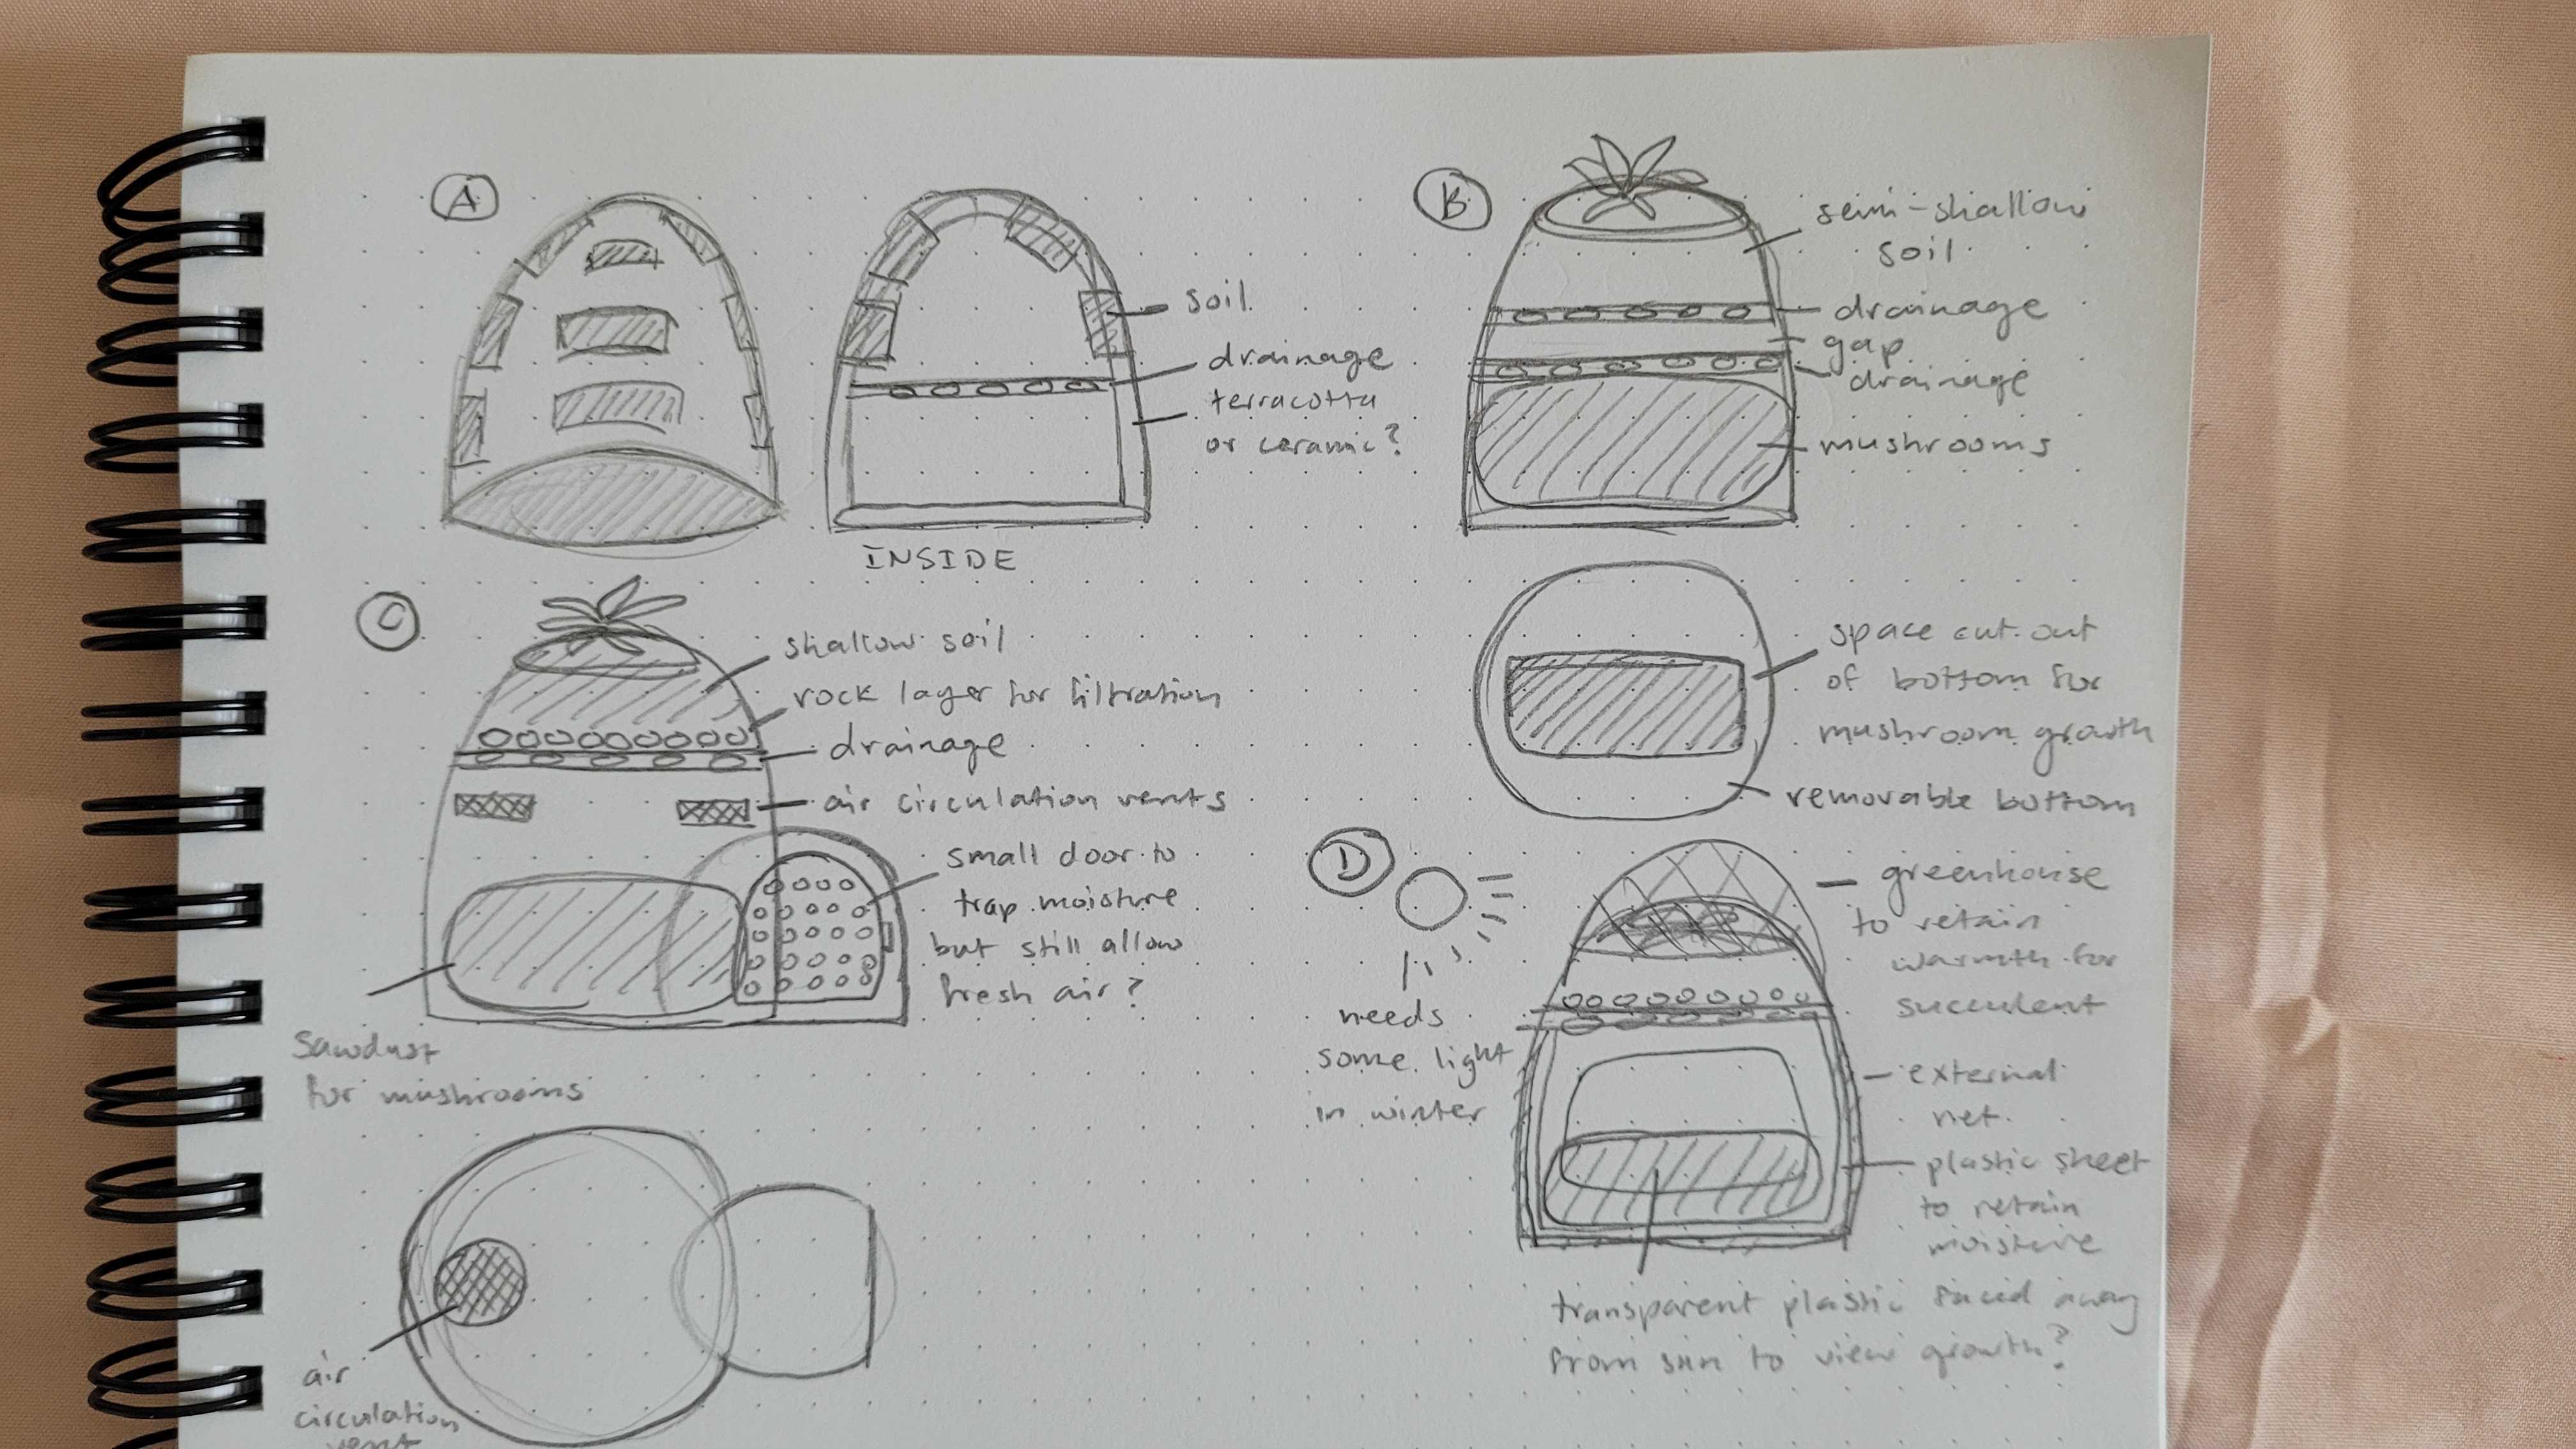 A
soil
drainage
terracotta
or ceramic?
INSIDE
B
semi-shallow
soil
drainage
gap
drainage
mushrooms
space cut out
of bottom for
mushroom growth
removable bottom
C
shallow soil
rock layer for filtration
drainage
air circulation vents
small door to
trap moisture
but still allow
fresh air?
sawdust
for mushrooms
air
circulation
vent
D
needs
some light
in winter
greenhouse
to retain
warmth for
succulent
external
net
plastic sheet
to retain
moisture
transparent plastic faced away
from sun to view growth?